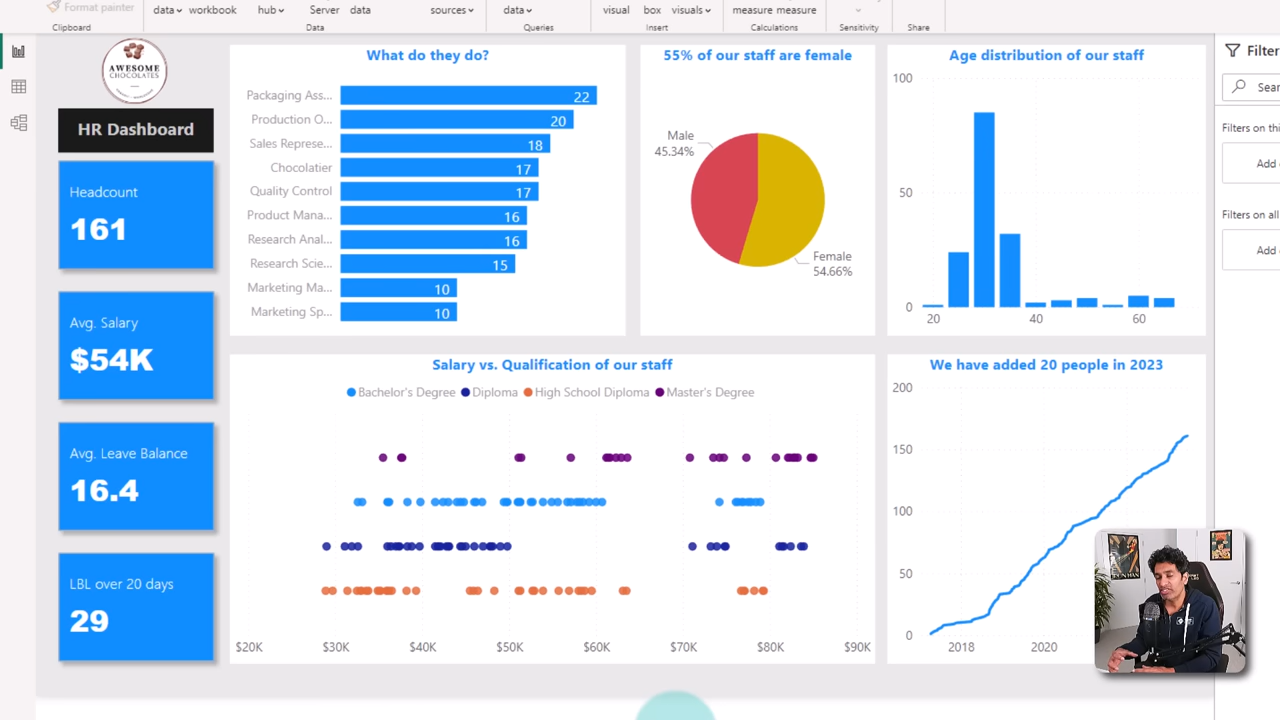 Format painter
data workbook hub Server data sources data visual box visuals measure measure
Clipboard Data Queries Insert Calculations Sensitivity Share
AWESOME
CHOCOLATES
HR Dashboard
Headcount
161
Avg. Salary
$54K
Avg. Leave Balance
16.4
LBL over 20 days
29
What do they do?
Packaging Ass... 22
Production O... 20
Sales Represe... 18
Chocolatier 17
Quality Control 17
Product Mana... 16
Research Anal... 16
Research Scie... 15
Marketing Ma... 10
Marketing Sp... 10
55% of our staff are female
Male
45.34%
Female
54.66%
Age distribution of our staff
100
50
0
20 40 60
Salary vs. Qualification of our staff
Bachelor's Degree Diploma High School Diploma Master's Degree
$20K $30K $40K $50K $60K $70K $80K $90K
We have added 20 people in 2023
200
150
100
50
0
2018 2020
Filter
Sear
Filters on thi
Add
Filters on all
Add